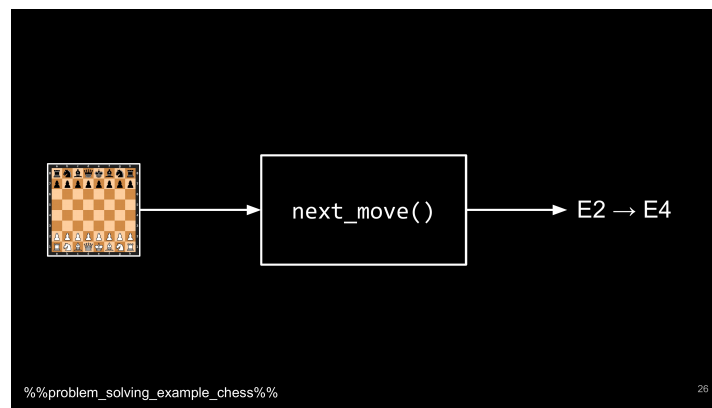 next_move()
E2 → E4
%%problem_solving_example_chess%%
26